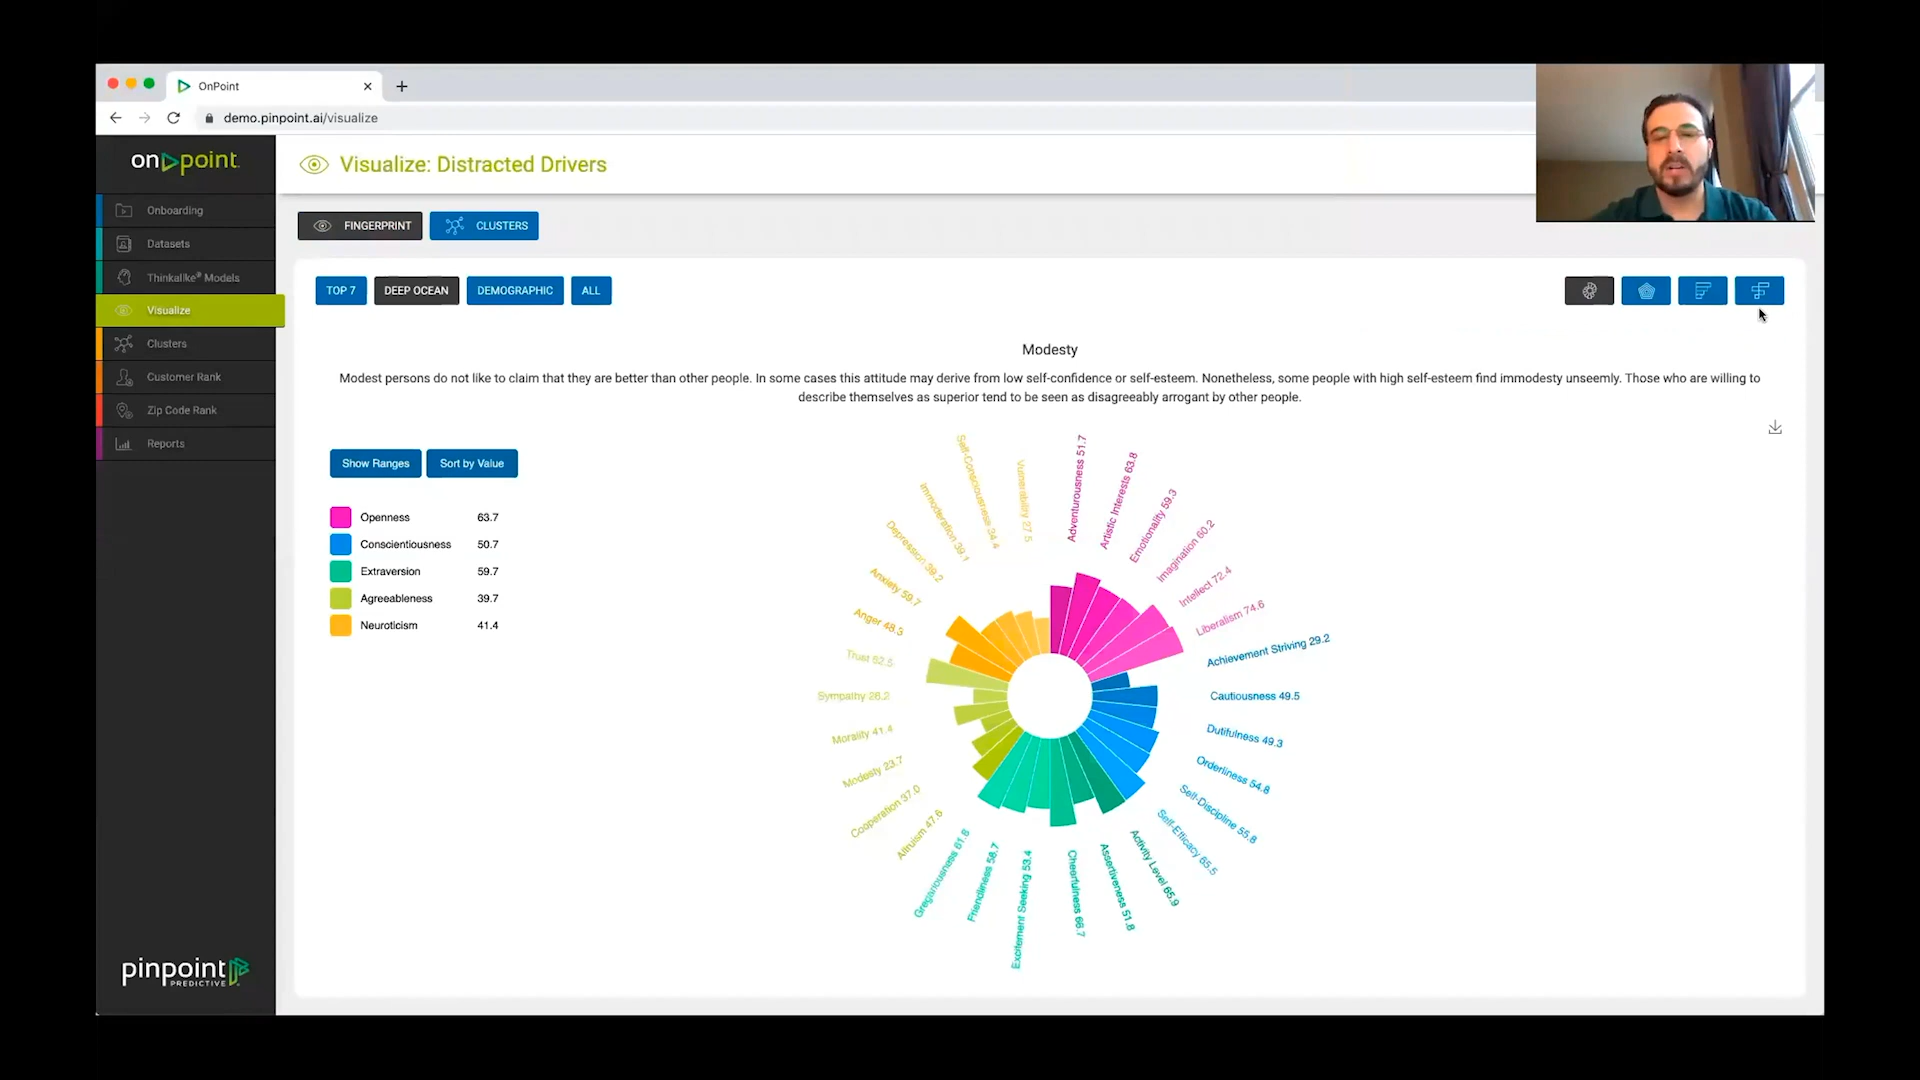 OnPoint
demo.pinpoint.ai/visualize
on point
Visualize: Distracted Drivers
Onboarding
Datasets
Thinkalike® Models
Visualize
Clusters
Customer Rank
Zip Code Rank
Reports
pinpoint
PREDICTIVE
FINGERPRINT
CLUSTERS
TOP 7
DEEP OCEAN
DEMOGRAPHIC
ALL
Modesty
Modest persons do not like to claim that they are better than other people. In some cases this attitude may derive from low self-confidence or self-esteem. Nonetheless, some people with high self-esteem find immodesty unseemly. Those who are willing to
describe themselves as superior tend to be seen as disagreeably arrogant by other people.
Show Ranges
Sort by Value
Openness 63.7
Conscientiousness 50.7
Extraversion 59.7
Agreeableness 39.7
Neuroticism 41.4
Adventurousness 51.7
Artistic Interests 63.8
Emotionality 59.3
Imagination 60.2
Intellect 72.4
Liberalism 74.6
Achievement Striving 29.2
Cautiousness 49.5
Dutifulness 49.3
Orderliness 54.8
Self-Discipline 55.8
Self-Efficacy 65.5
Activity Level 65.9
Assertiveness 51.8
Cheerfulness 66.7
Excitement Seeking 53.4
Friendliness 58.7
Gregariousness 61.6
Altruism 47.6
Cooperation 37.0
Modesty 23.7
Morality 41.4
Sympathy 26.2
Trust 62.5
Anger 48.3
Anxiety 59.7
Depression 39.2
Immoderation 39.1
Self-Consciousness 34.4
Vulnerability 27.5